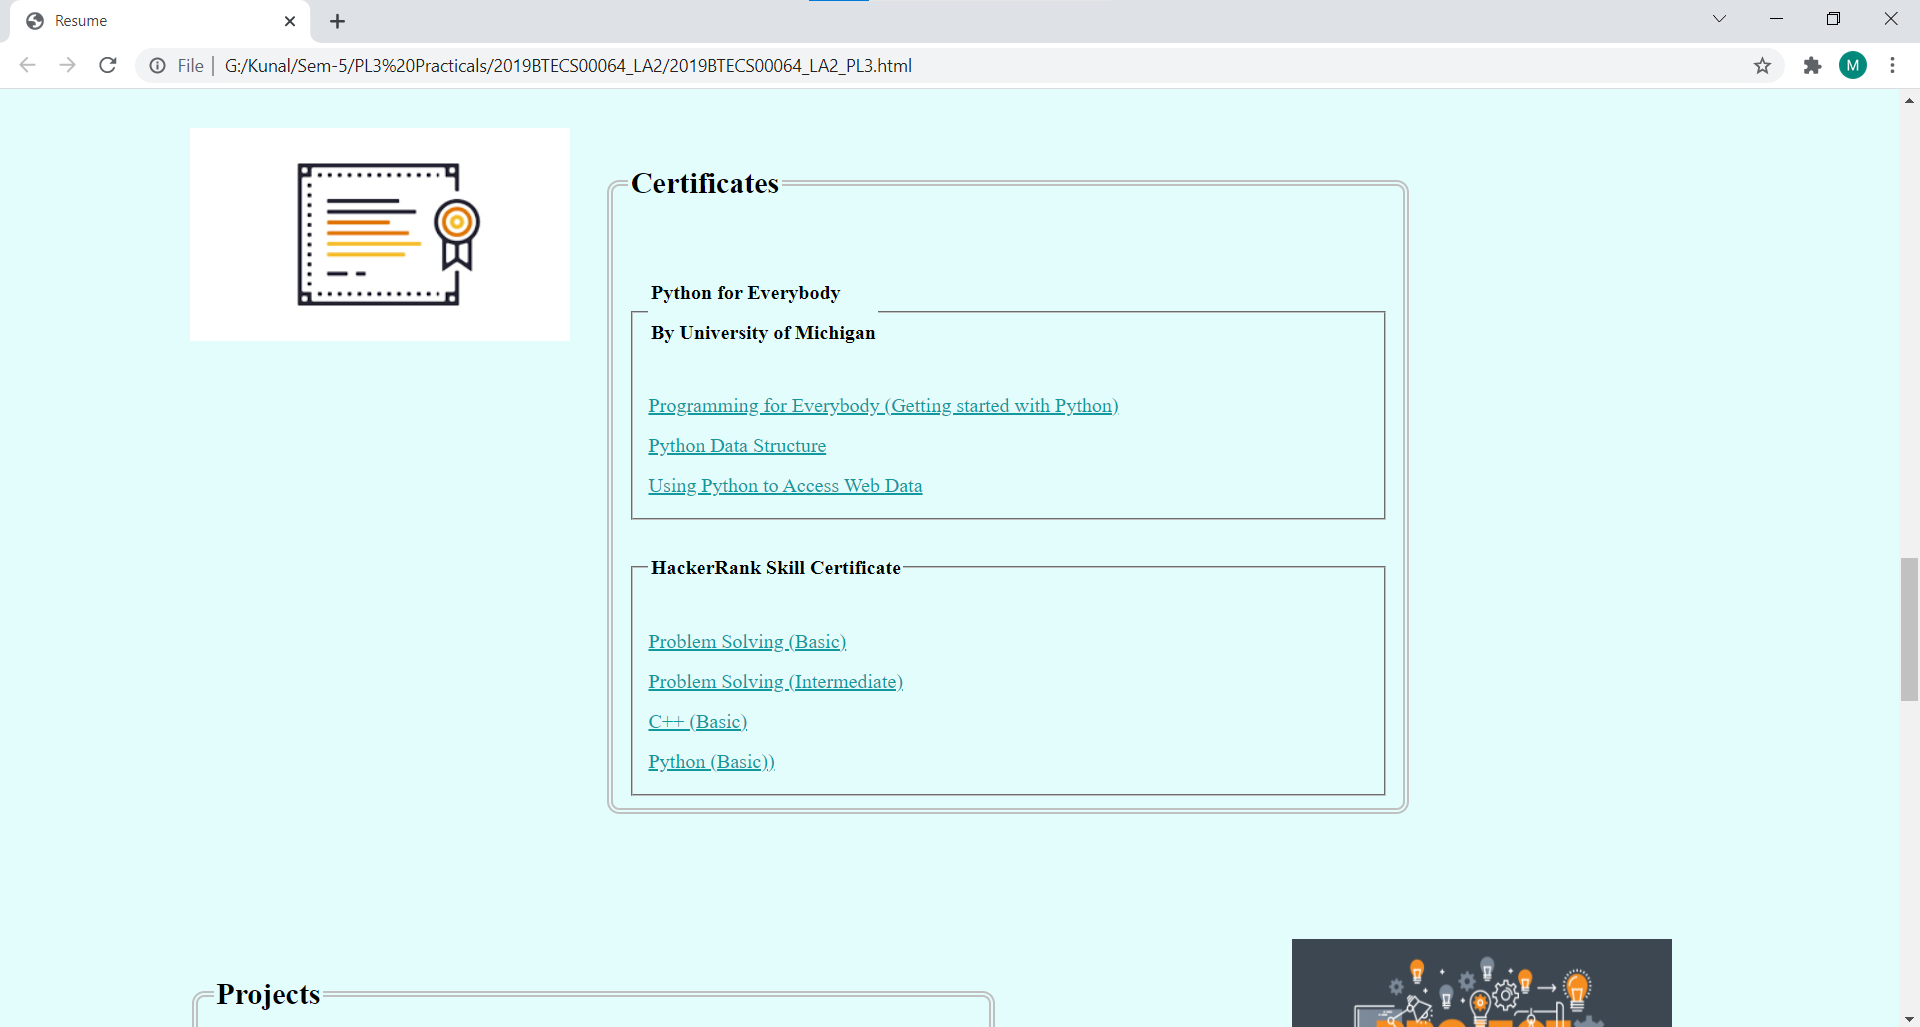 Resume
File
G:/Kunal/Sem-5/PL3%20Practicals/2019BTECS00064_LA2/2019BTECS00064_LA2_PL3.html
M
Certificates
Python for Everybody
By University of Michigan
Programming for Everybody (Getting started with Python)
Python Data Structure
Using Python to Access Web Data
HackerRank Skill Certificate
Problem Solving (Basic)
Problem Solving (Intermediate)
C++ (Basic)
Python (Basic))
Projects